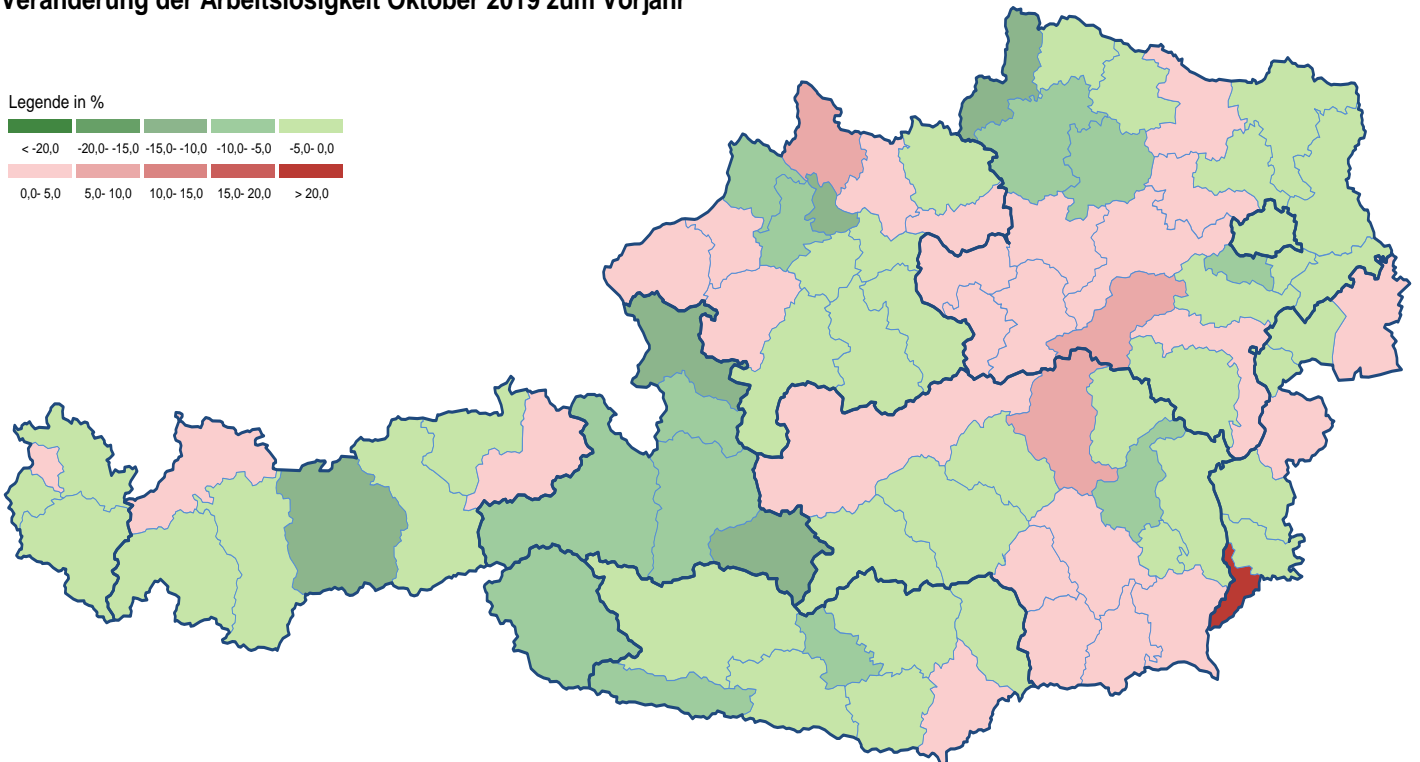 Veränderung der Arbeitslosigkeit Oktober 2019 zum Vorjahr
Legende in %
< -20,0 -20,0- -15,0 -15,0- -10,0 -10,0- -5,0 -5,0- 0,0
0,0- 5,0 5,0- 10,0 10,0- 15,0 15,0- 20,0 > 20,0